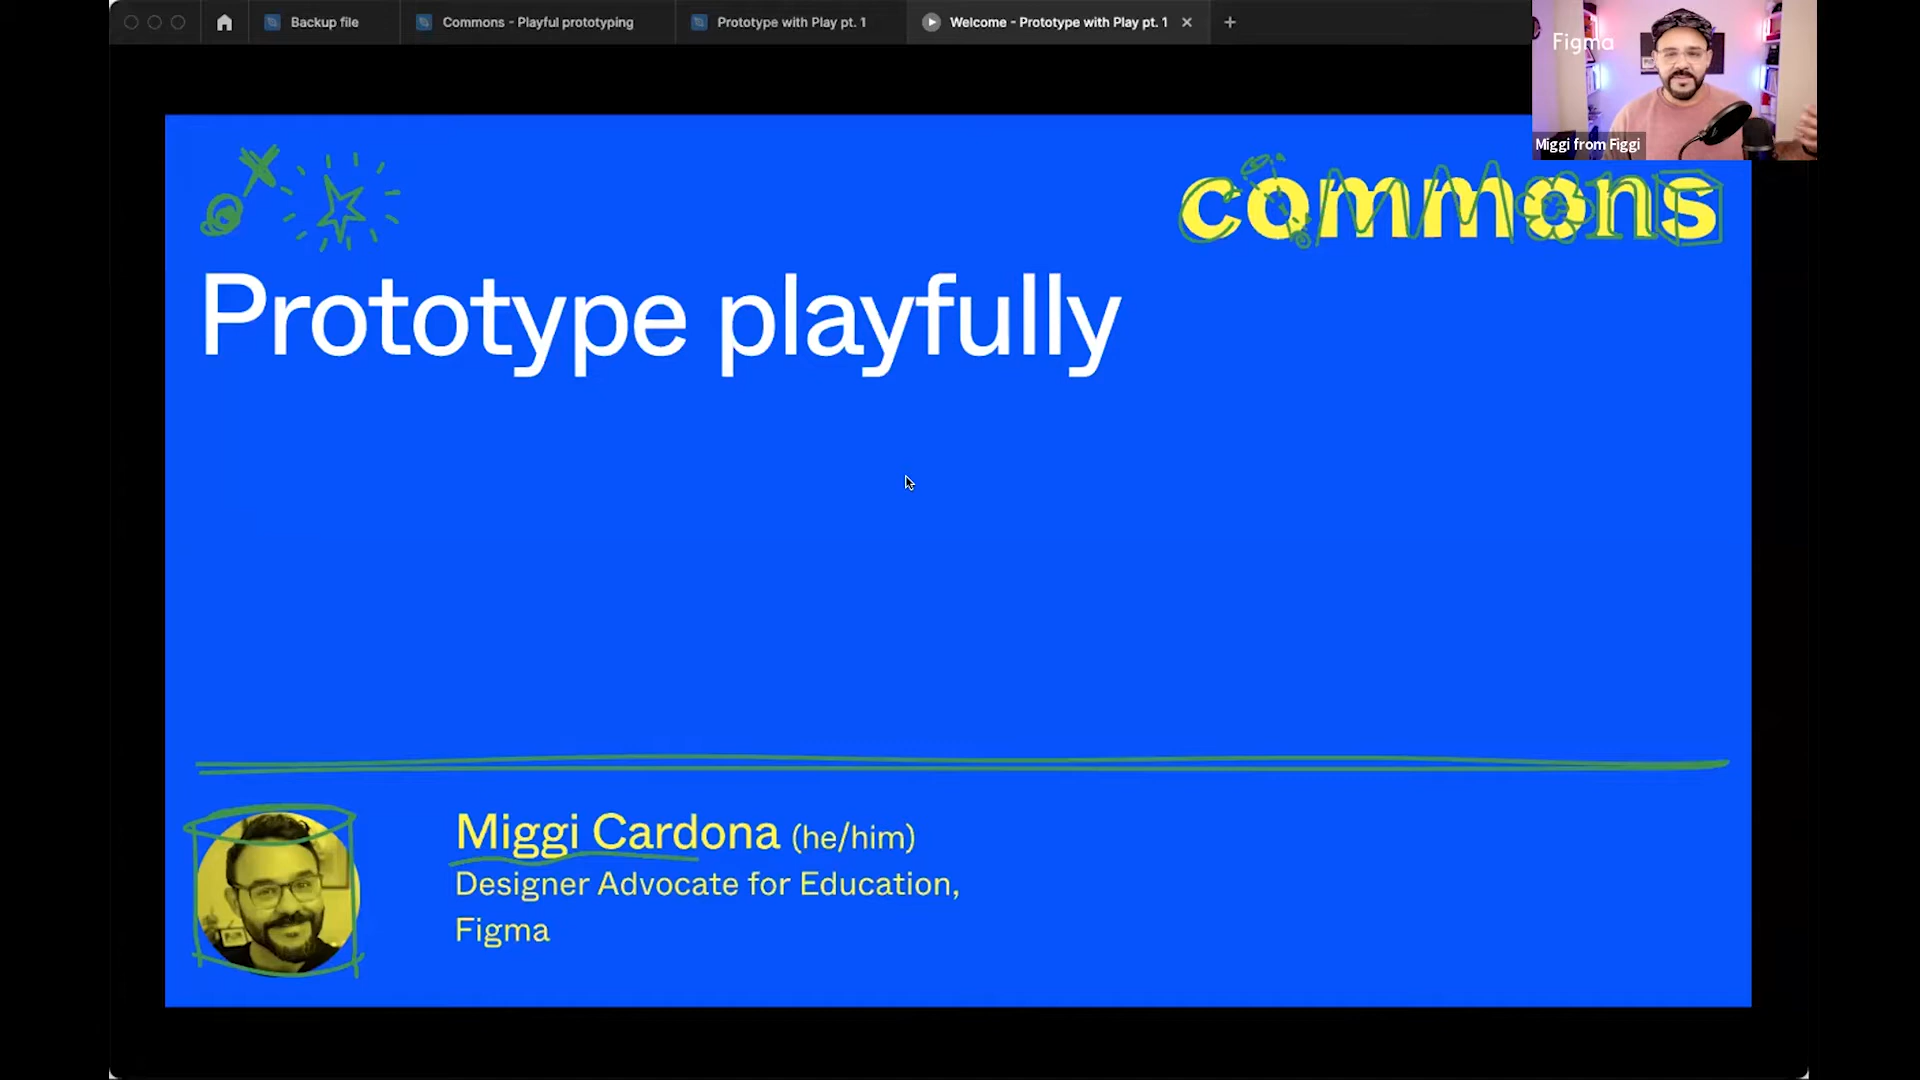 Backup file
Commons - Playful prototyping
Prototype with Play pt. 1
Welcome - Prototype with Play pt. 1
Figma
Miggi from Figgi
commons
Prototype playfully
Miggi Cardona (he/him)
Designer Advocate for Education,
Figma